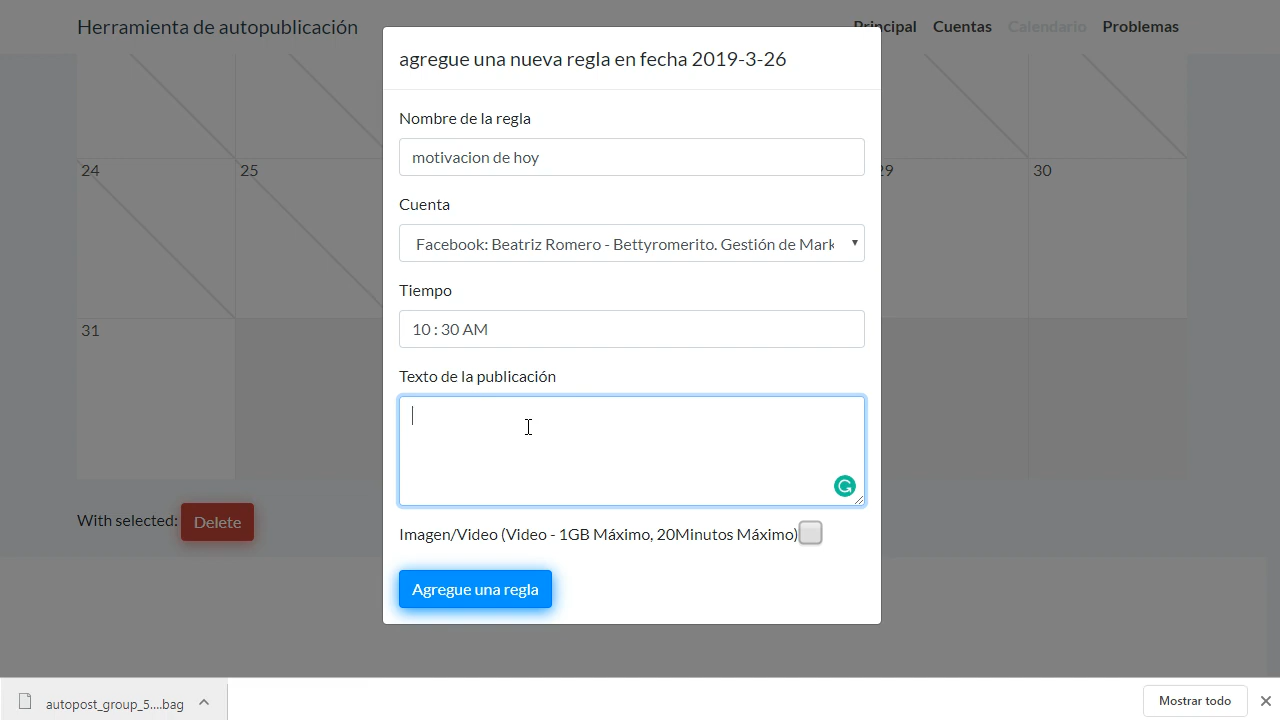 Herramienta de autopublicación
Principal Cuentas Calendario Problemas
agregue una nueva regla en fecha 2019-3-26
Nombre de la regla
motivacion de hoy
Cuenta
Facebook: Beatriz Romero - Bettyromerito. Gestión de Mark
Tiempo
10 : 30 AM
Texto de la publicación
Imagen/Video (Video - 1GB Máximo, 20Minutos Máximo)
Agregue una regla
24 25 29 30
31
With selected: Delete
autopost_group_5....bag
Mostrar todo